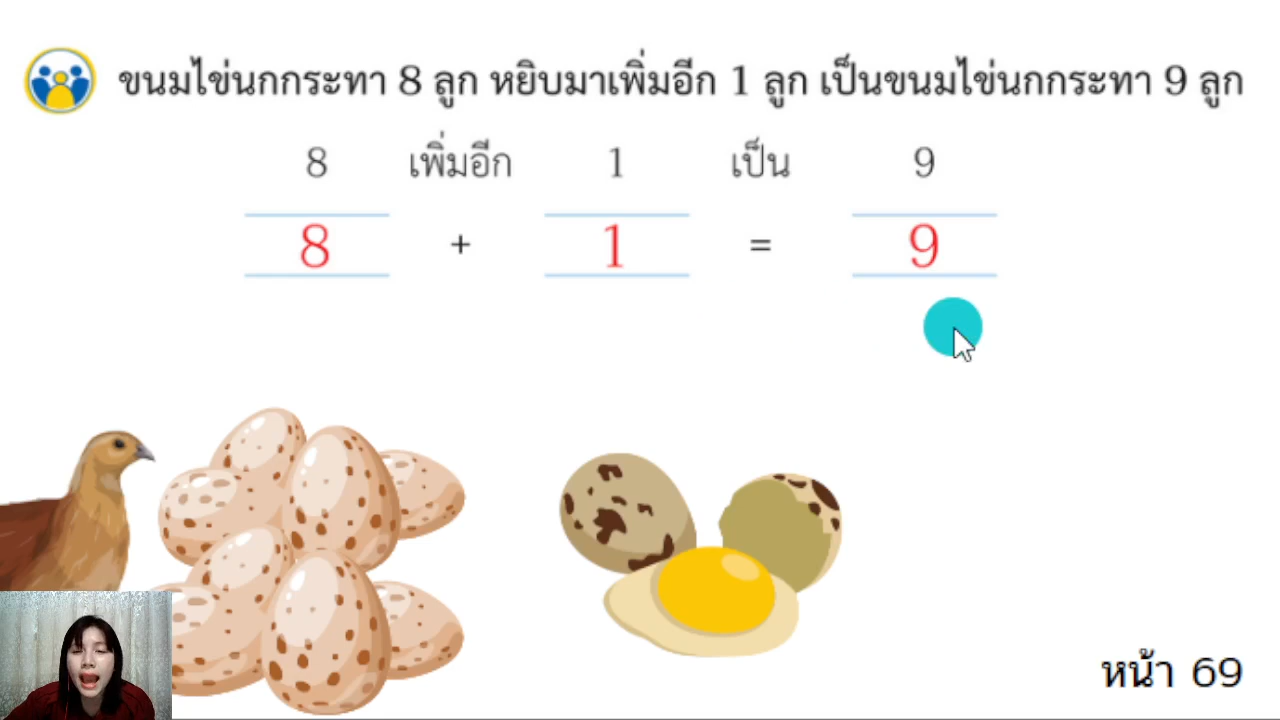 ขนมไข่นกกระทา 8 ลูก หยิบมาเพิ่มอีก 1 ลูก เป็นขนมไข่นกกระทา 9 ลูก
8 เพิ่มอีก 1 เป็น 9
8 + 1 = 9
หน้า 69